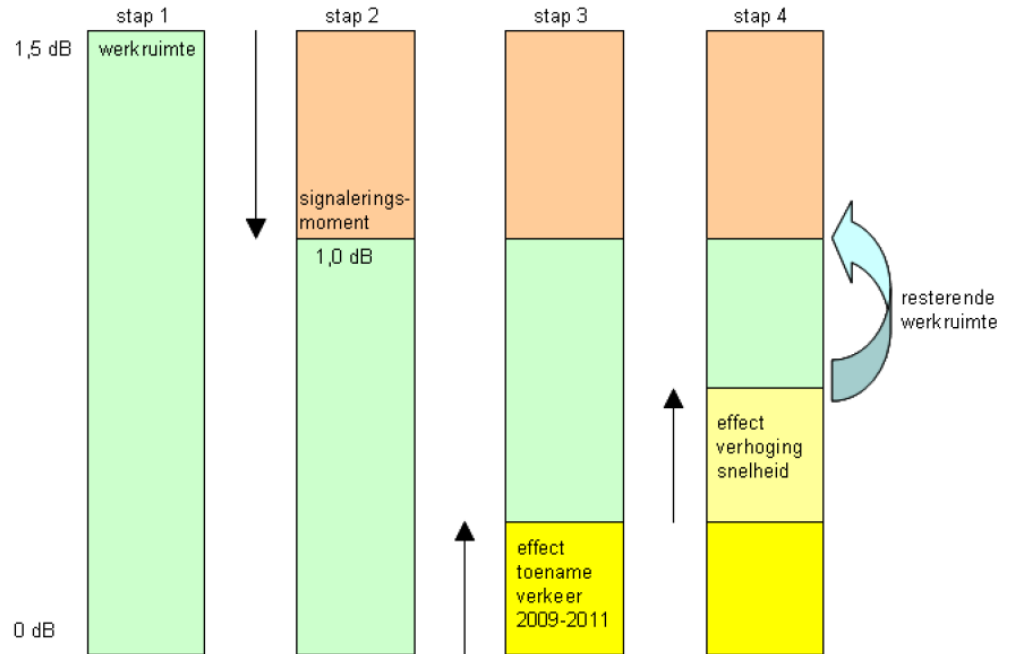 stap 1
stap 2
stap 3
stap 4
1,5 dB
werkruimte
signalerings-
moment
1,0 dB
resterende
werkruimte
effect
verhoging
snelheid
effect
toename
verkeer
2009-2011
0 dB